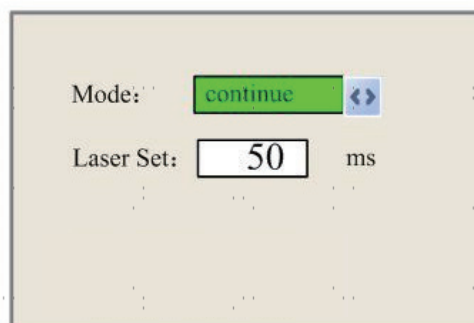 Mode： continue
Laser Set： 50 ms